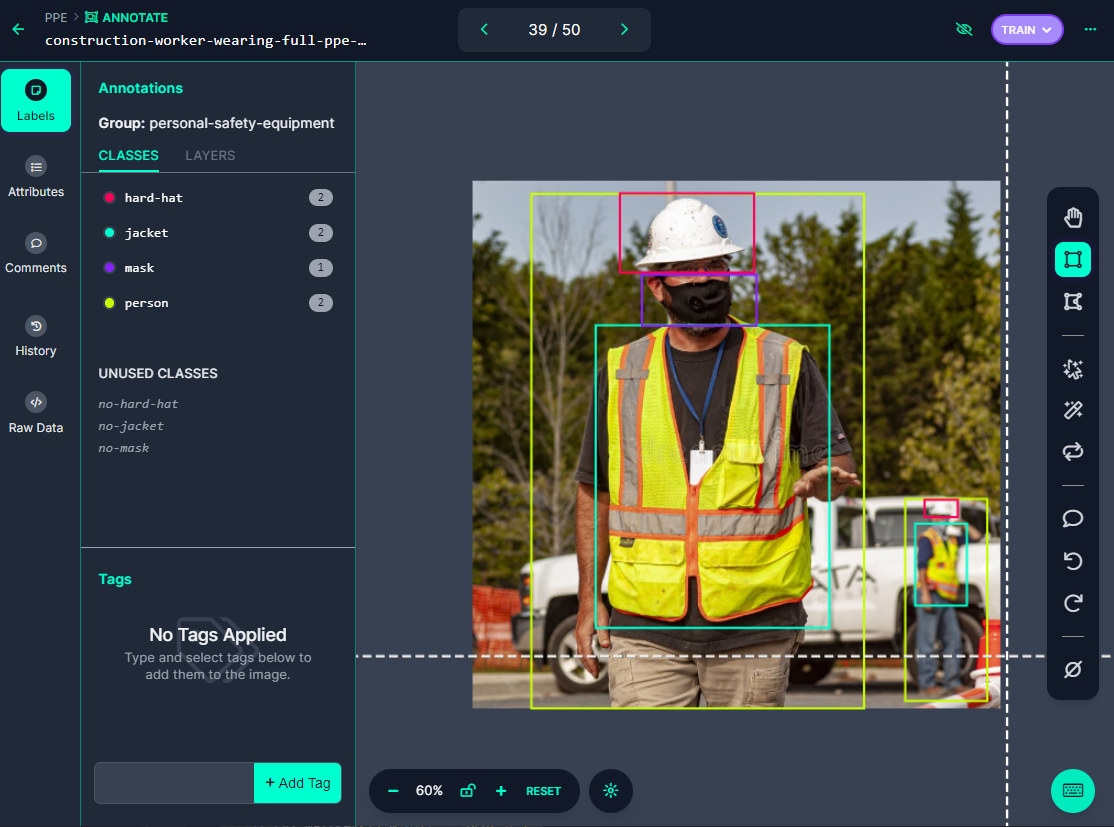 PPE > ANNOTATE
construction-worker-wearing-full-ppe-…
39 / 50
TRAIN
Labels
Attributes
Comments
History
Raw Data
Annotations
Group: personal-safety-equipment
CLASSES LAYERS
hard-hat 2
jacket 2
mask 1
person 2
UNUSED CLASSES
no-hard-hat
no-jacket
no-mask
Tags
No Tags Applied
Type and select tags below to
add them to the image.
+ Add Tag
60%
RESET